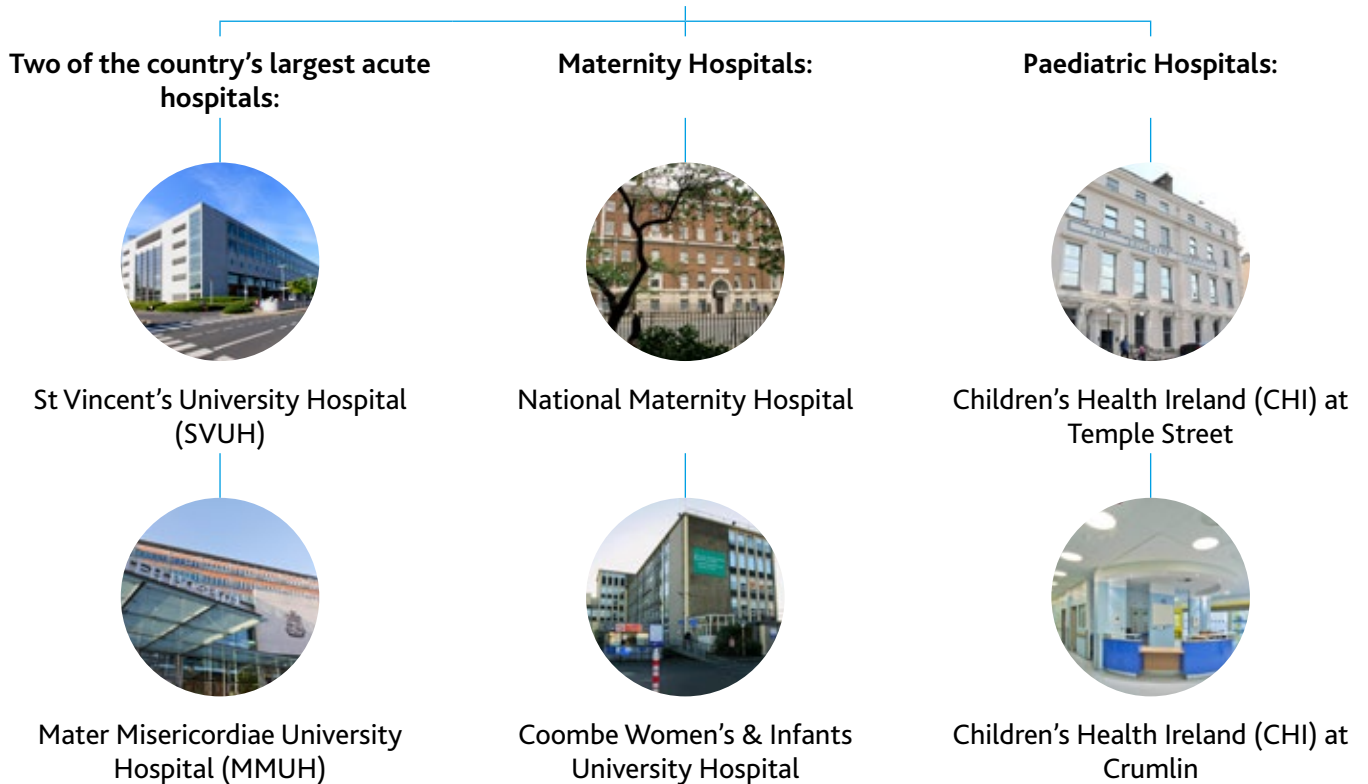 Two of the country’s largest acute
hospitals:
Maternity Hospitals:
Paediatric Hospitals:
St Vincent’s University Hospital
(SVUH)
National Maternity Hospital
Children’s Health Ireland (CHI) at
Temple Street
Mater Misericordiae University
Hospital (MMUH)
Coombe Women’s & Infants
University Hospital
Children’s Health Ireland (CHI) at
Crumlin